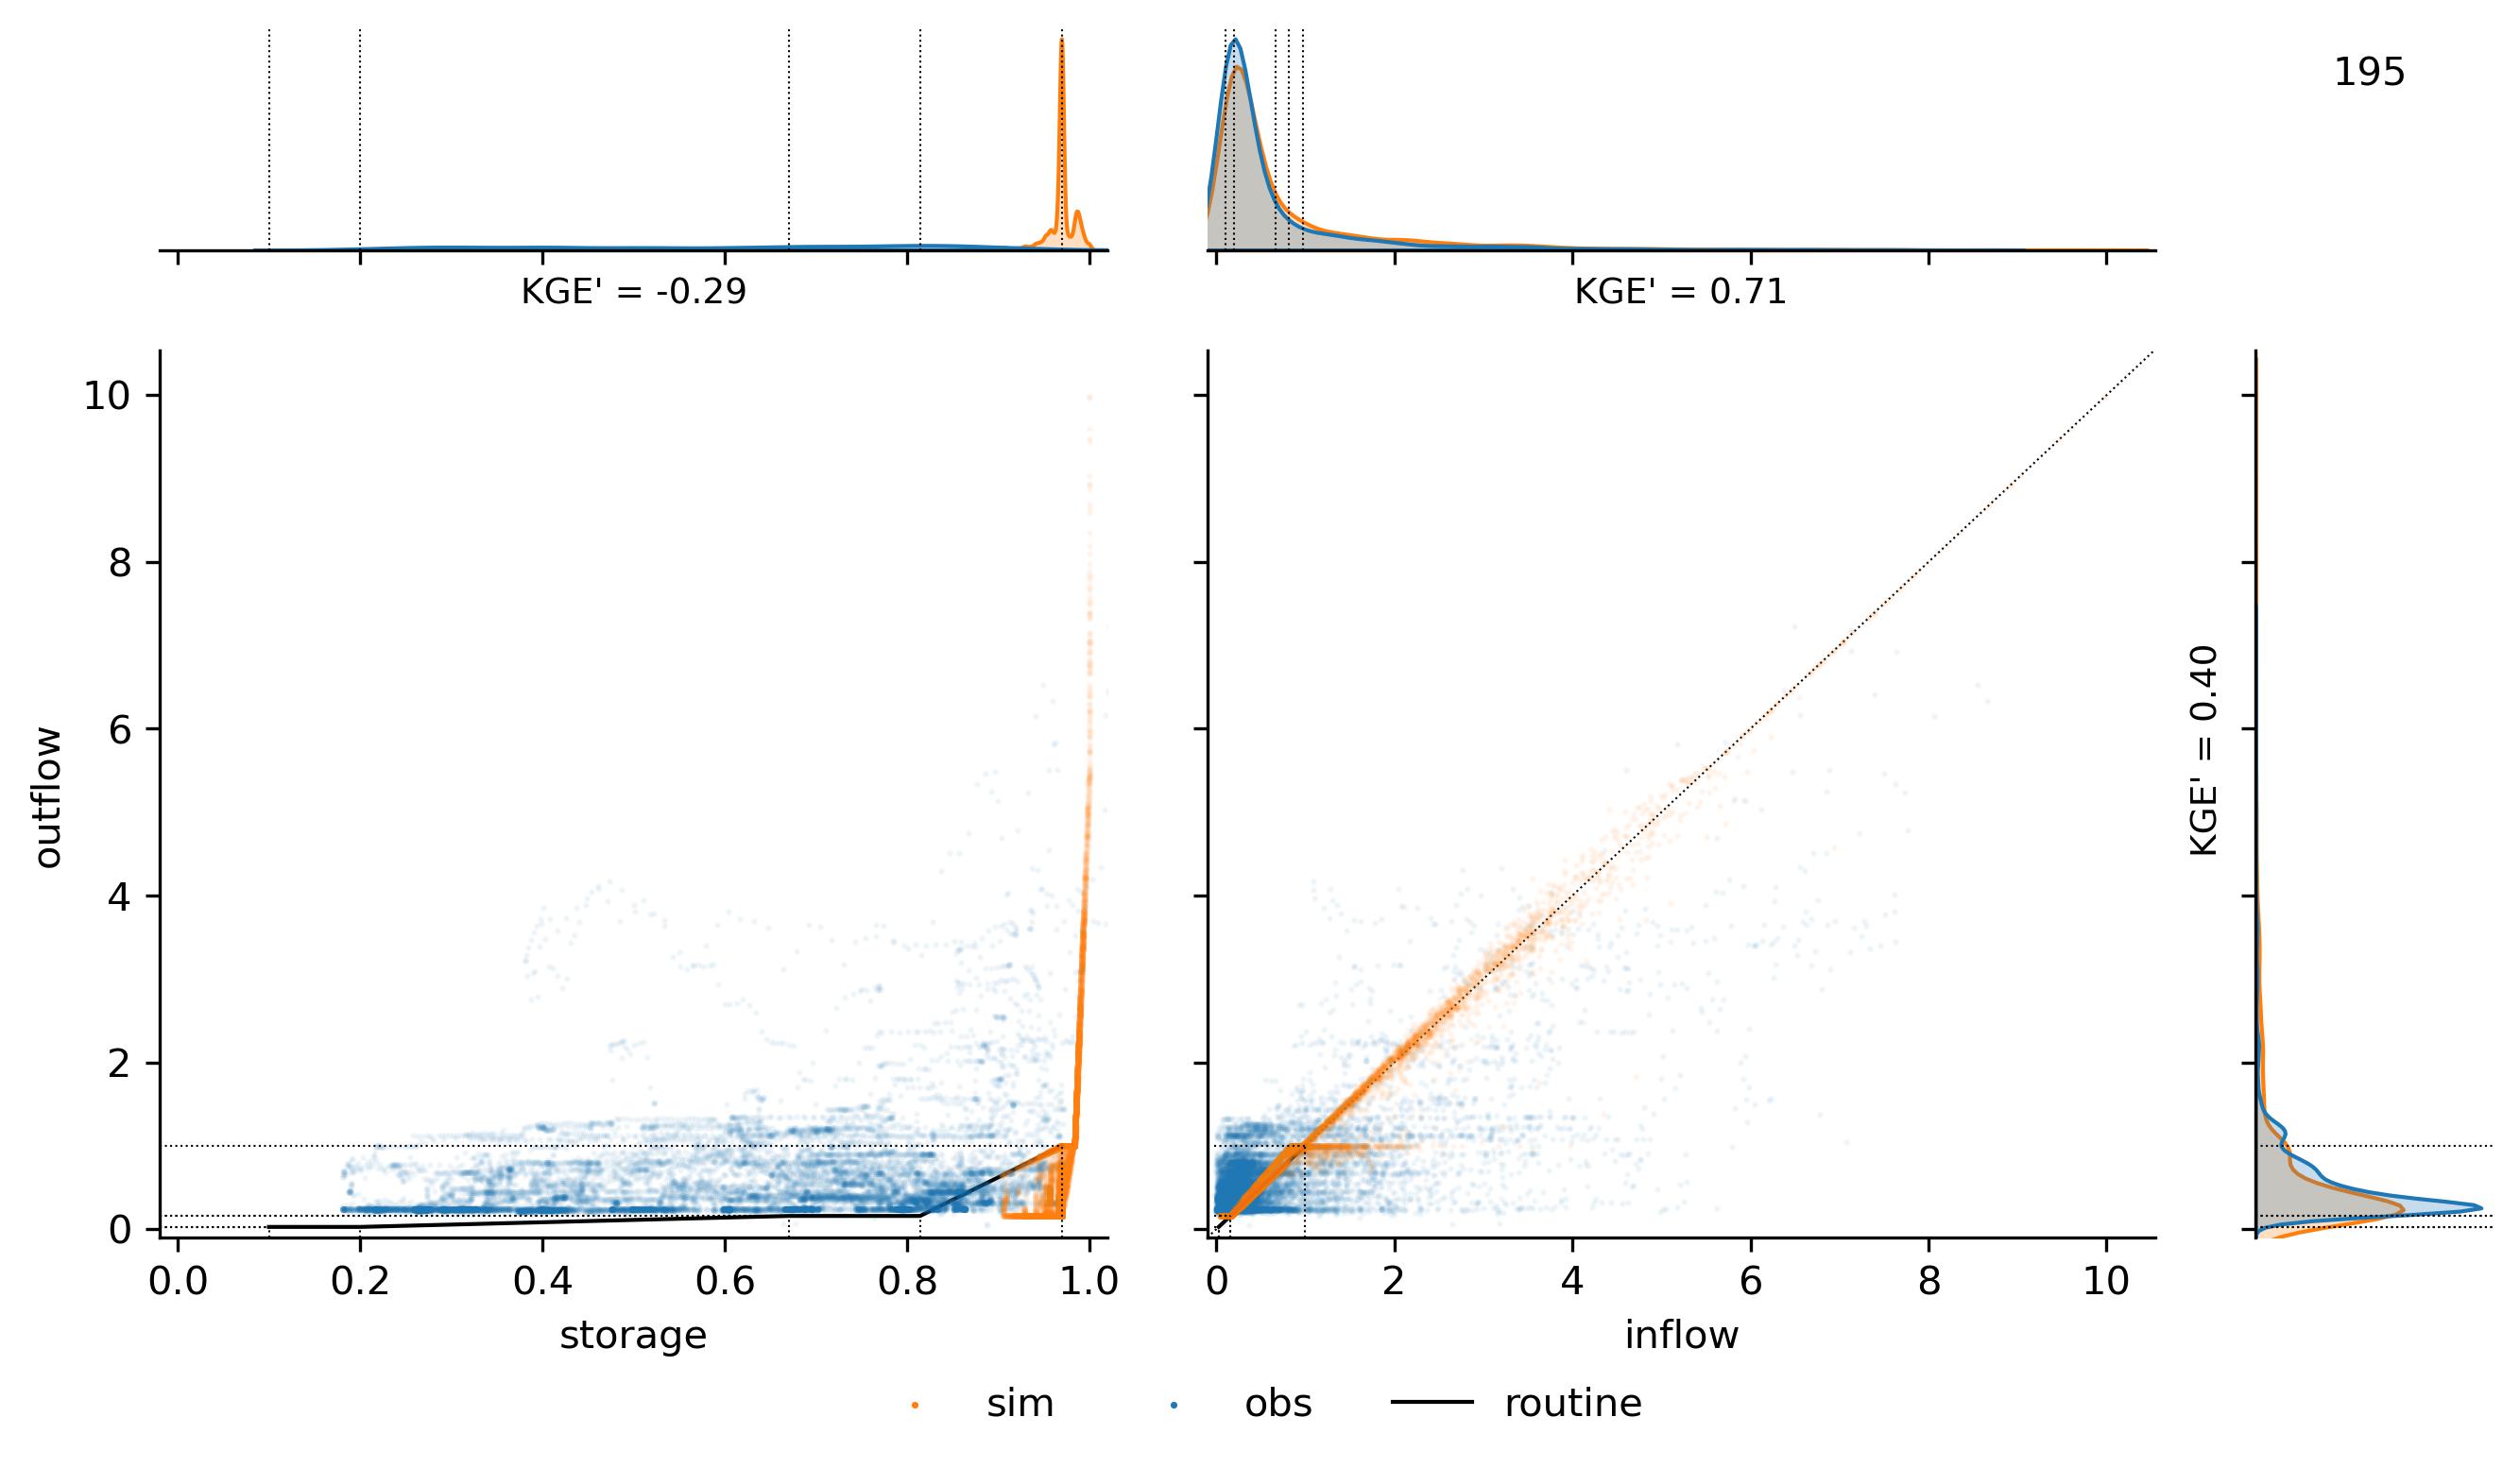 195
KGE' = -0.29
KGE' = 0.71
10
8
6
4
2
0
outflow
KGE' = 0.40
0.0 0.2 0.4 0.6 0.8 1.0
0 2 4 6 8 10
storage
inflow
sim obs routine